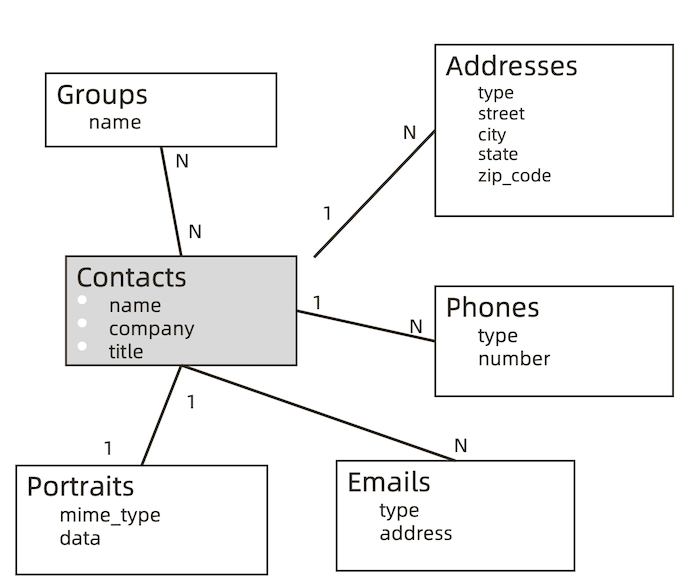 Groups
name
N
N
Addresses
type
street
city
state
zip_code
N
1
Contacts
name
company
title
1
N
Phones
type
number
1
1
N
Portraits
mime_type
data
Emails
type
address